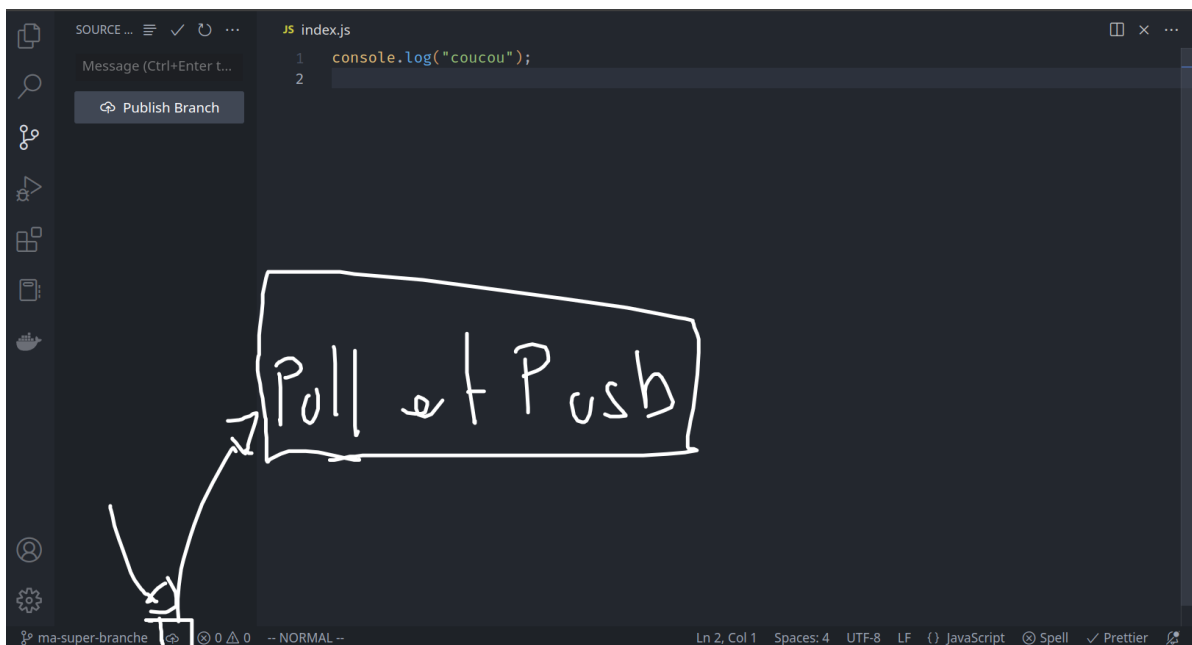 SOURCE ...
JS index.js
Message (Ctrl+Enter t...
1 console.log("coucou");
2
Publish Branch
Pull et Push
ma-super-branche 0 0 -- NORMAL -- Ln 2, Col 1 Spaces: 4 UTF-8 LF {} JavaScript Spell Prettier